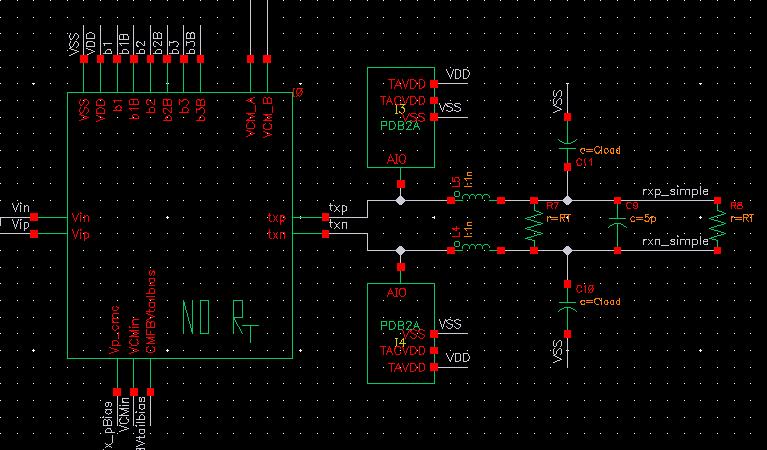 VSS
VDD
b1
b1B
b2
b2B
b3
b3B
VSS
VDD
b1
b1B
b2
b2B
b3
b3B
VCM_A
VCM_B
TAVDD
VDD
TACVDD
I3
VSS
VSS
PDB2A
AIO
VSS
c=Cload
C11
L5
l:1n
rxp_simple
Vin
Vin
txp
txp
R7
r=RT
C9
c=5p
R8
r=RT
Vip
Vip
txn
txn
L4
l:1n
rxn_simple
AIO
C10
c=Cload
VSS
PDB2A
VSS
VSS
I4
TACVDD
VDD
TAVDD
NO RT
Vp_cmc
VCMin
CMFBVtailbias
x_pBias
VCMin
Vtailbias